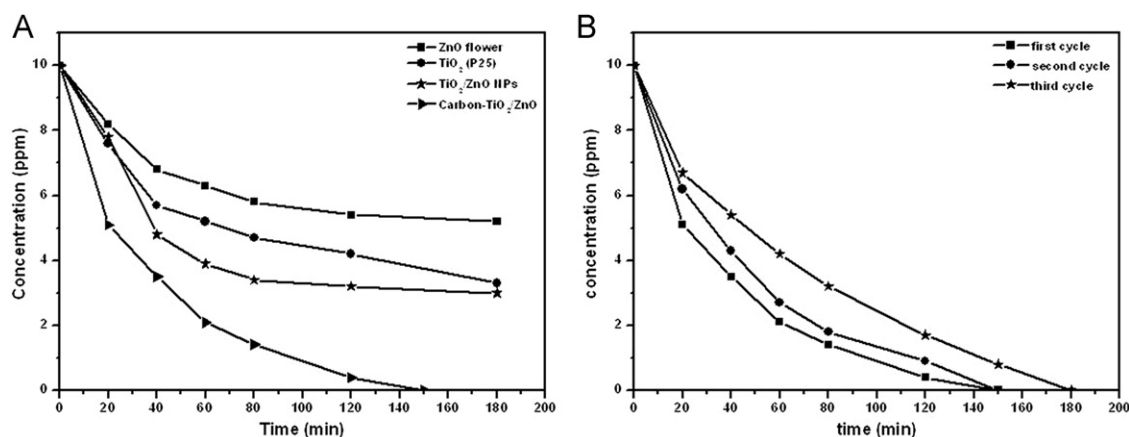 A
ZnO flower
TiO₂ (P25)
TiO₂/ZnO NPs
Carbon-TiO₂/ZnO
Concentration (ppm)
10
8
6
4
2
0
0 20 40 60 80 100 120 140 160 180 200
Time (min)
B
first cycle
second cycle
third cycle
concentration (ppm)
10
8
6
4
2
0
0 20 40 60 80 100 120 140 160 180 200
time (min)